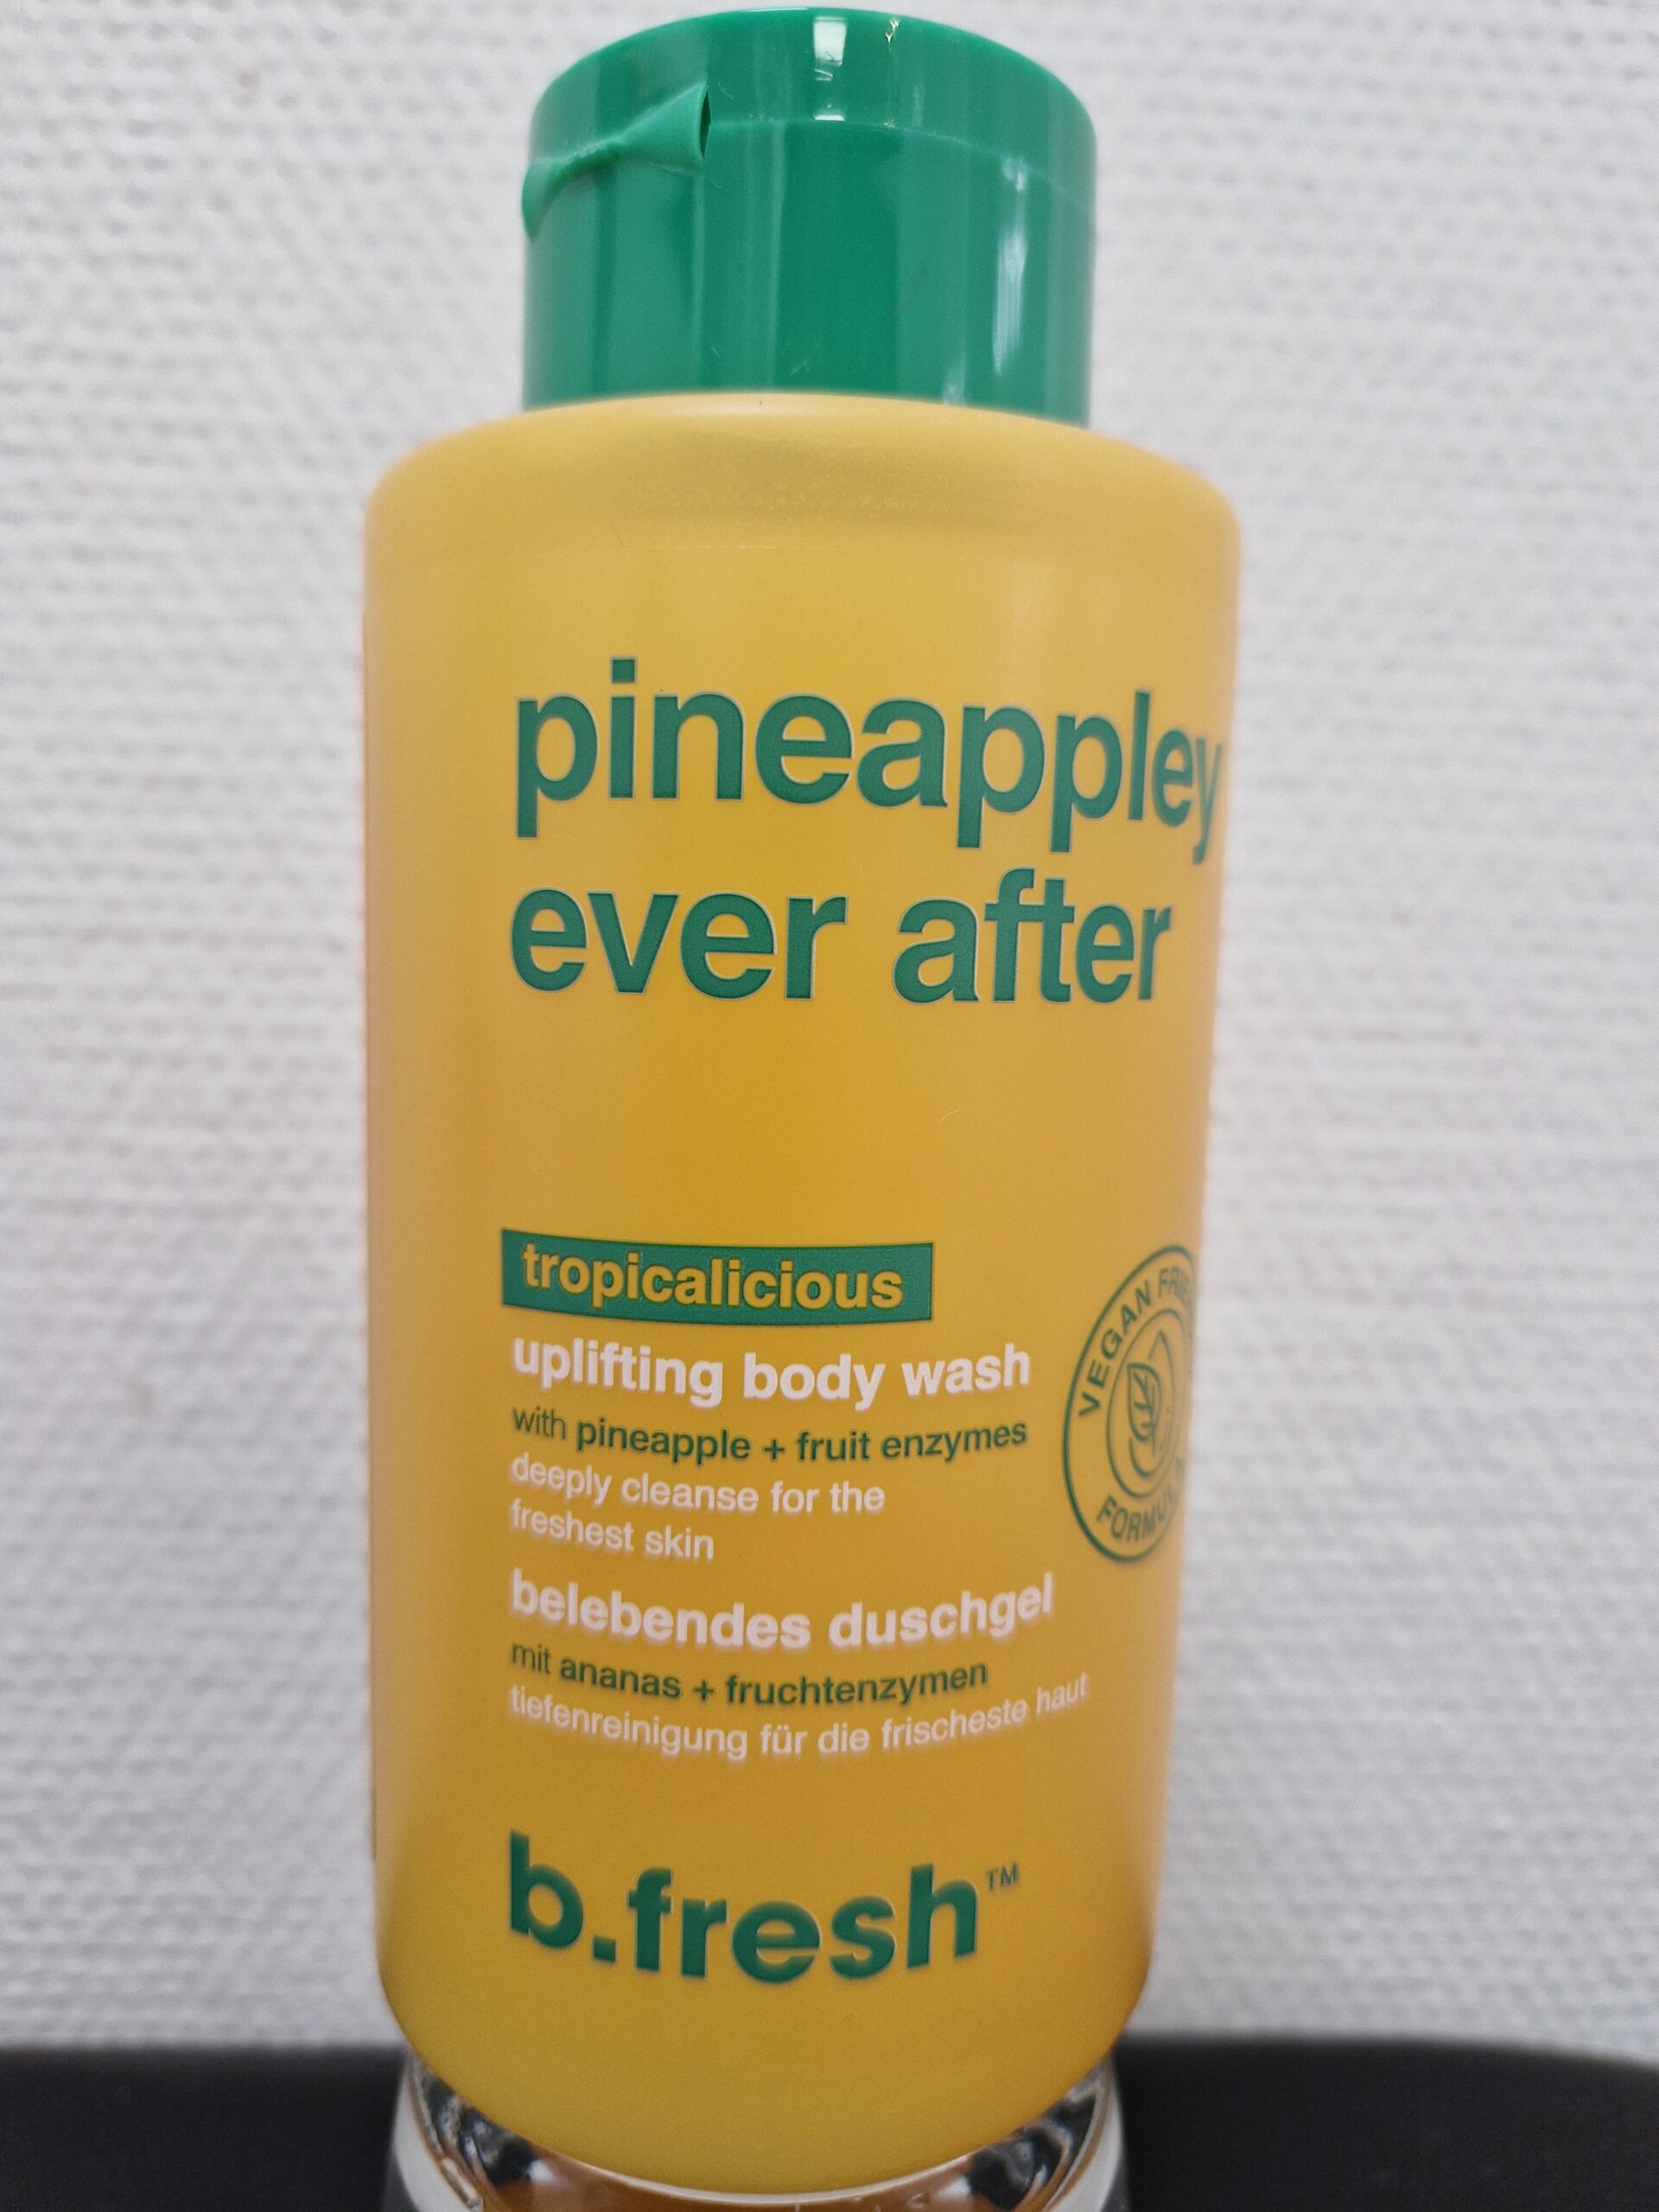 pineappley
ever after
tropicalicious
uplifting body wash
with pineapple + fruit enzymes
deeply cleanse for the
freshest skin
belebendes duschgel
mit ananas + fruchtenzymen
tiefenreinigung für die frischeste haut
VEGAN
b.fresh™